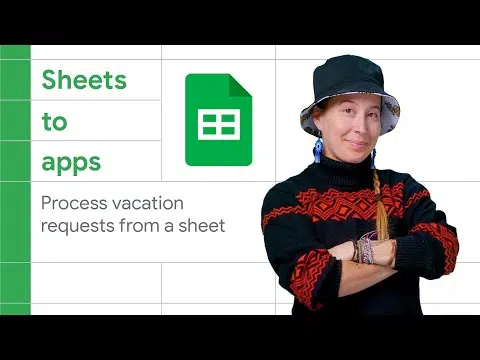 Sheets
to
apps
Process vacation
requests from a sheet